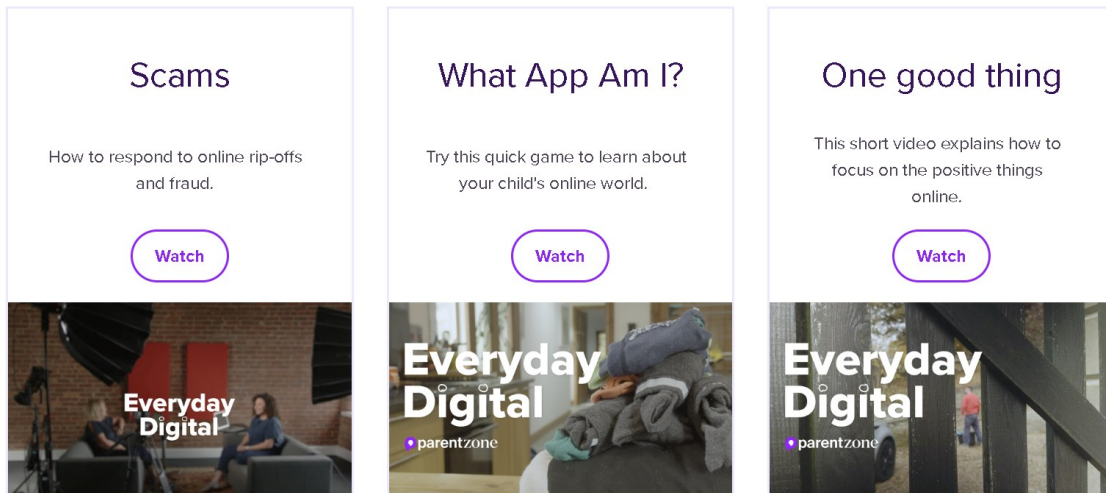 Scams
How to respond to online rip-offs
and fraud.
Watch
Everyday
Digital
What App Am I?
Try this quick game to learn about
your child's online world.
Watch
Everyday
Digital
parentzone
One good thing
This short video explains how to
focus on the positive things
online.
Watch
Everyday
Digital
parentzone